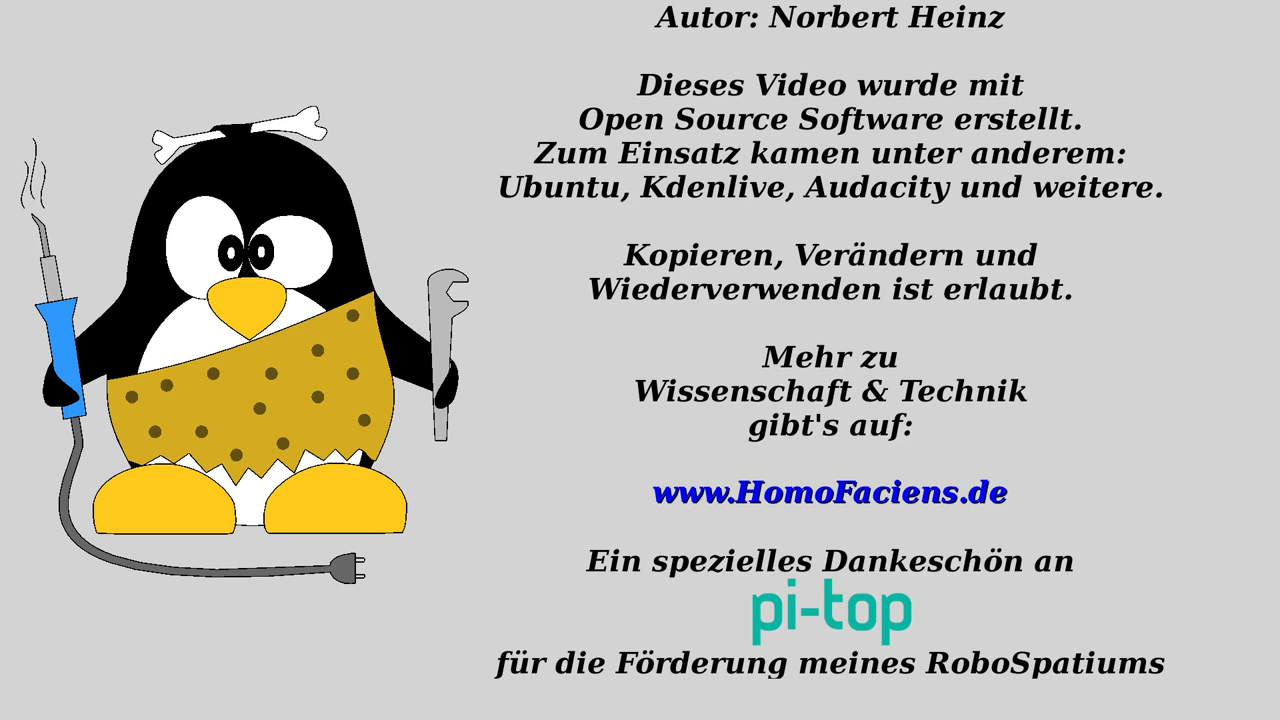 Autor: Norbert Heinz
Dieses Video wurde mit
Open Source Software erstellt.
Zum Einsatz kamen unter anderem:
Ubuntu, Kdenlive, Audacity und weitere.
Kopieren, Verändern und
Wiederverwenden ist erlaubt.
Mehr zu
Wissenschaft & Technik
gibt's auf:
www.HomoFaciens.de
Ein spezielles Dankeschön an
pi-top
für die Förderung meines RoboSpatiums